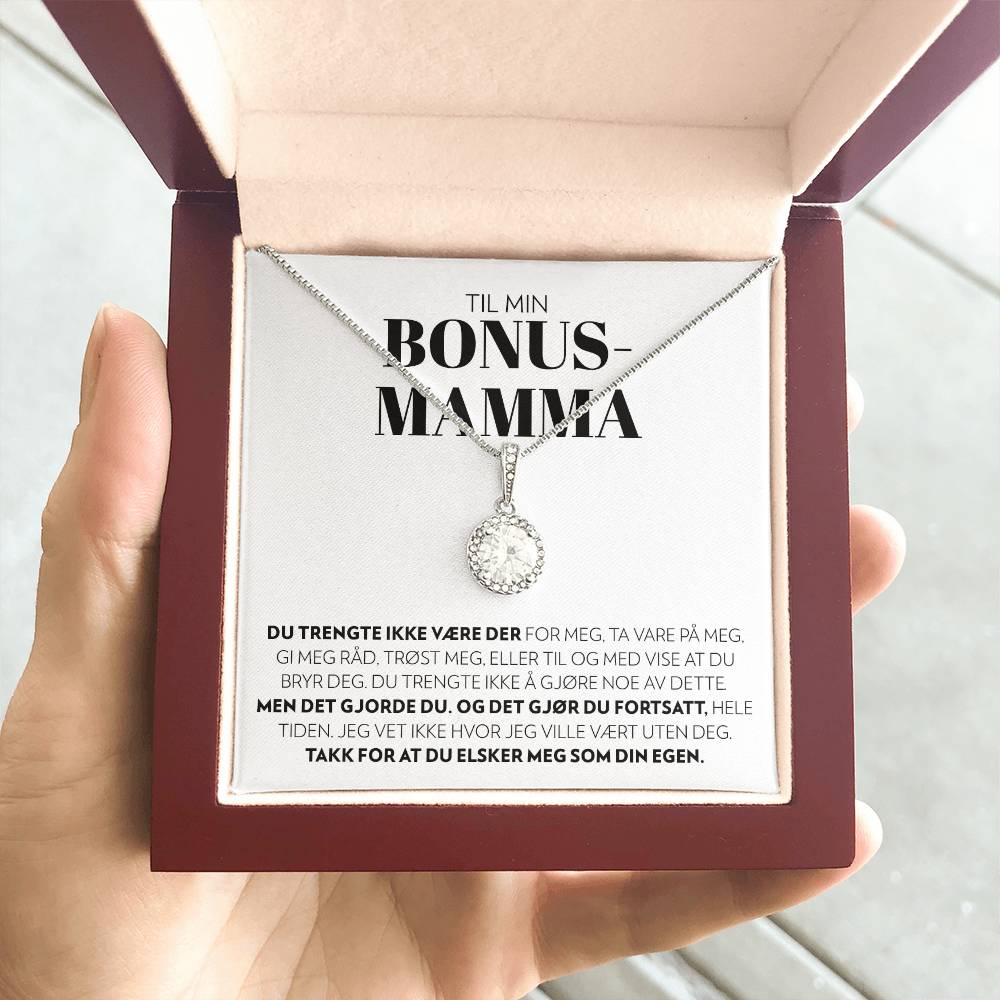 TIL MIN
BONUS-
MAMMA
DU TRENGTE IKKE VÆRE DER FOR MEG, TA VARE PÅ MEG,
GI MEG RÅD, TRØST MEG, ELLER TIL OG MED VISE AT DU
BRYR DEG. DU TRENGTE IKKE Å GJØRE NOE AV DETTE.
MEN DET GJORDE DU. OG DET GJØR DU FORTSATT, HELE
TIDEN. JEG VET IKKE HVOR JEG VILLE VÆRT UTEN DEG.
TAKK FOR AT DU ELSKER MEG SOM DIN EGEN.